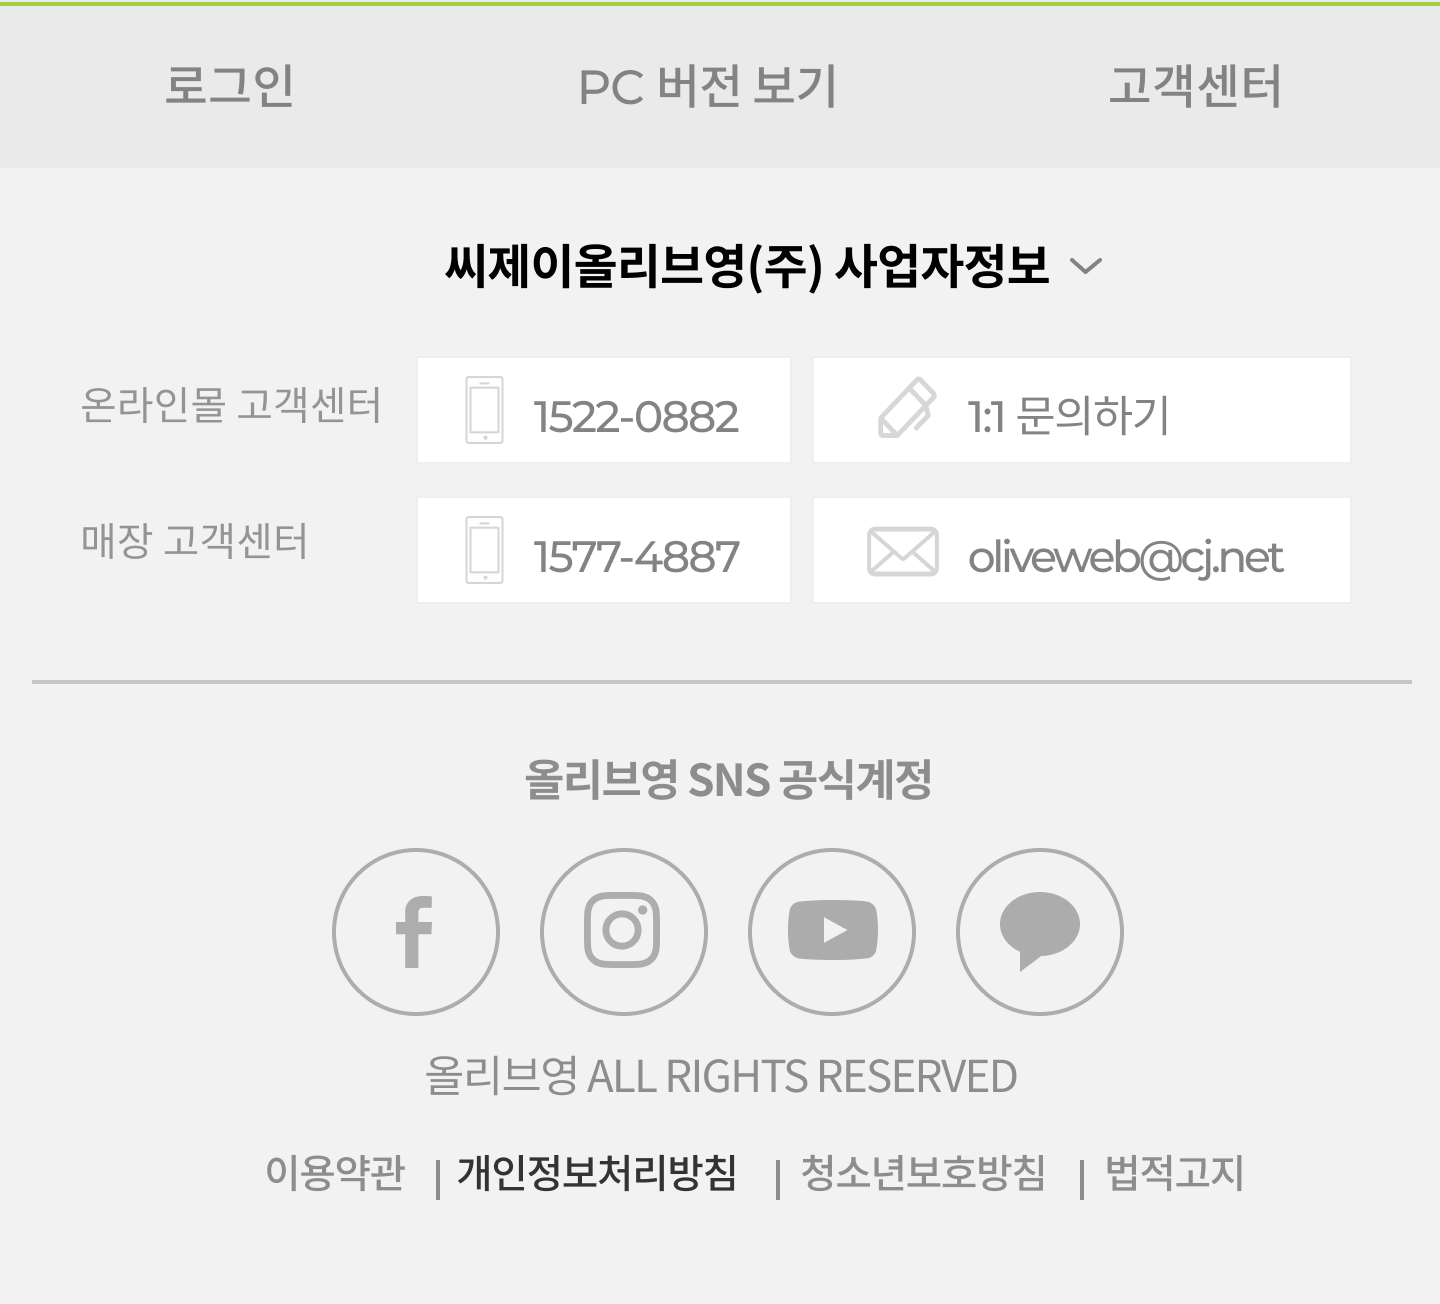 로그인 PC 버전 보기 고객센터
씨제이올리브영(주) 사업자정보
온라인몰 고객센터 1522-0882 1:1 문의하기
매장 고객센터 1577-4887 oliveweb@cj.net
올리브영 SNS 공식계정
올리브영 ALL RIGHTS RESERVED
이용약관 | 개인정보처리방침 | 청소년보호방침 | 법적고지